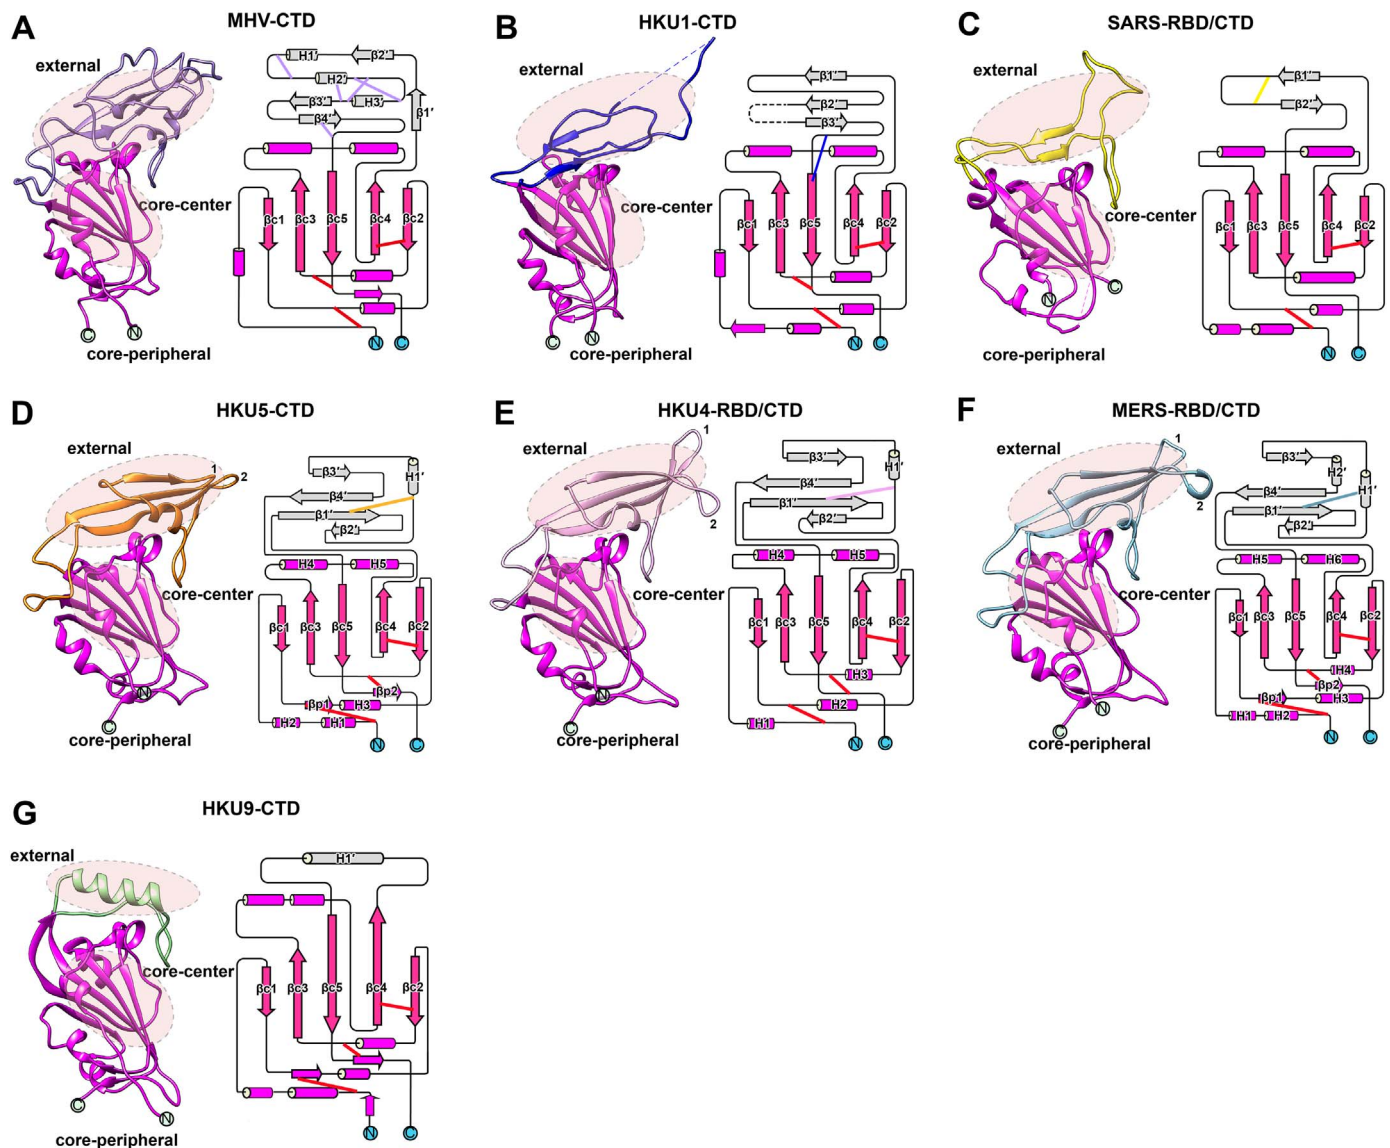 A
MHV-CTD
external
core-center
core-peripheral
C
N
H1′
β2′
H2′
β3′
H3′
β4′
β1′
βc1
βc3
βc5
βc4
βc2
N
C
B
HKU1-CTD
external
core-center
core-peripheral
C
N
β1′
β2′
β3′
βc1
βc3
βc5
βc4
βc2
N
C
C
SARS-RBD/CTD
external
core-center
core-peripheral
N
C
β1′
β2′
βc1
βc3
βc5
βc4
βc2
N
C
D
HKU5-CTD
external
1
2
core-center
core-peripheral
N
C
β3′
H1′
β4′
β1′
β2′
H4
H5
βc1
βc3
βc5
βc4
βc2
βp2
βp1
H3
H2
H1
N
C
E
HKU4-RBD/CTD
external
1
2
core-center
core-peripheral
N
C
β3′
H1′
β4′
β1′
β2
H4
H5
βc1
βc3
βc5
βc4
βc2
H3
H2
H1
N
C
F
MERS-RBD/CTD
external
1
2
core-center
core-peripheral
N
C
β3′
H2′
H1′
β4′
β1′
β2′
H5
H6
βc1
βc3
βc5
βc4
βc2
H4
βp2
βp1
H3
H1
H2
N
C
G
HKU9-CTD
external
core-center
core-peripheral
C
N
H1′
βc1
βc3
βc5
βc4
βc2
N
C